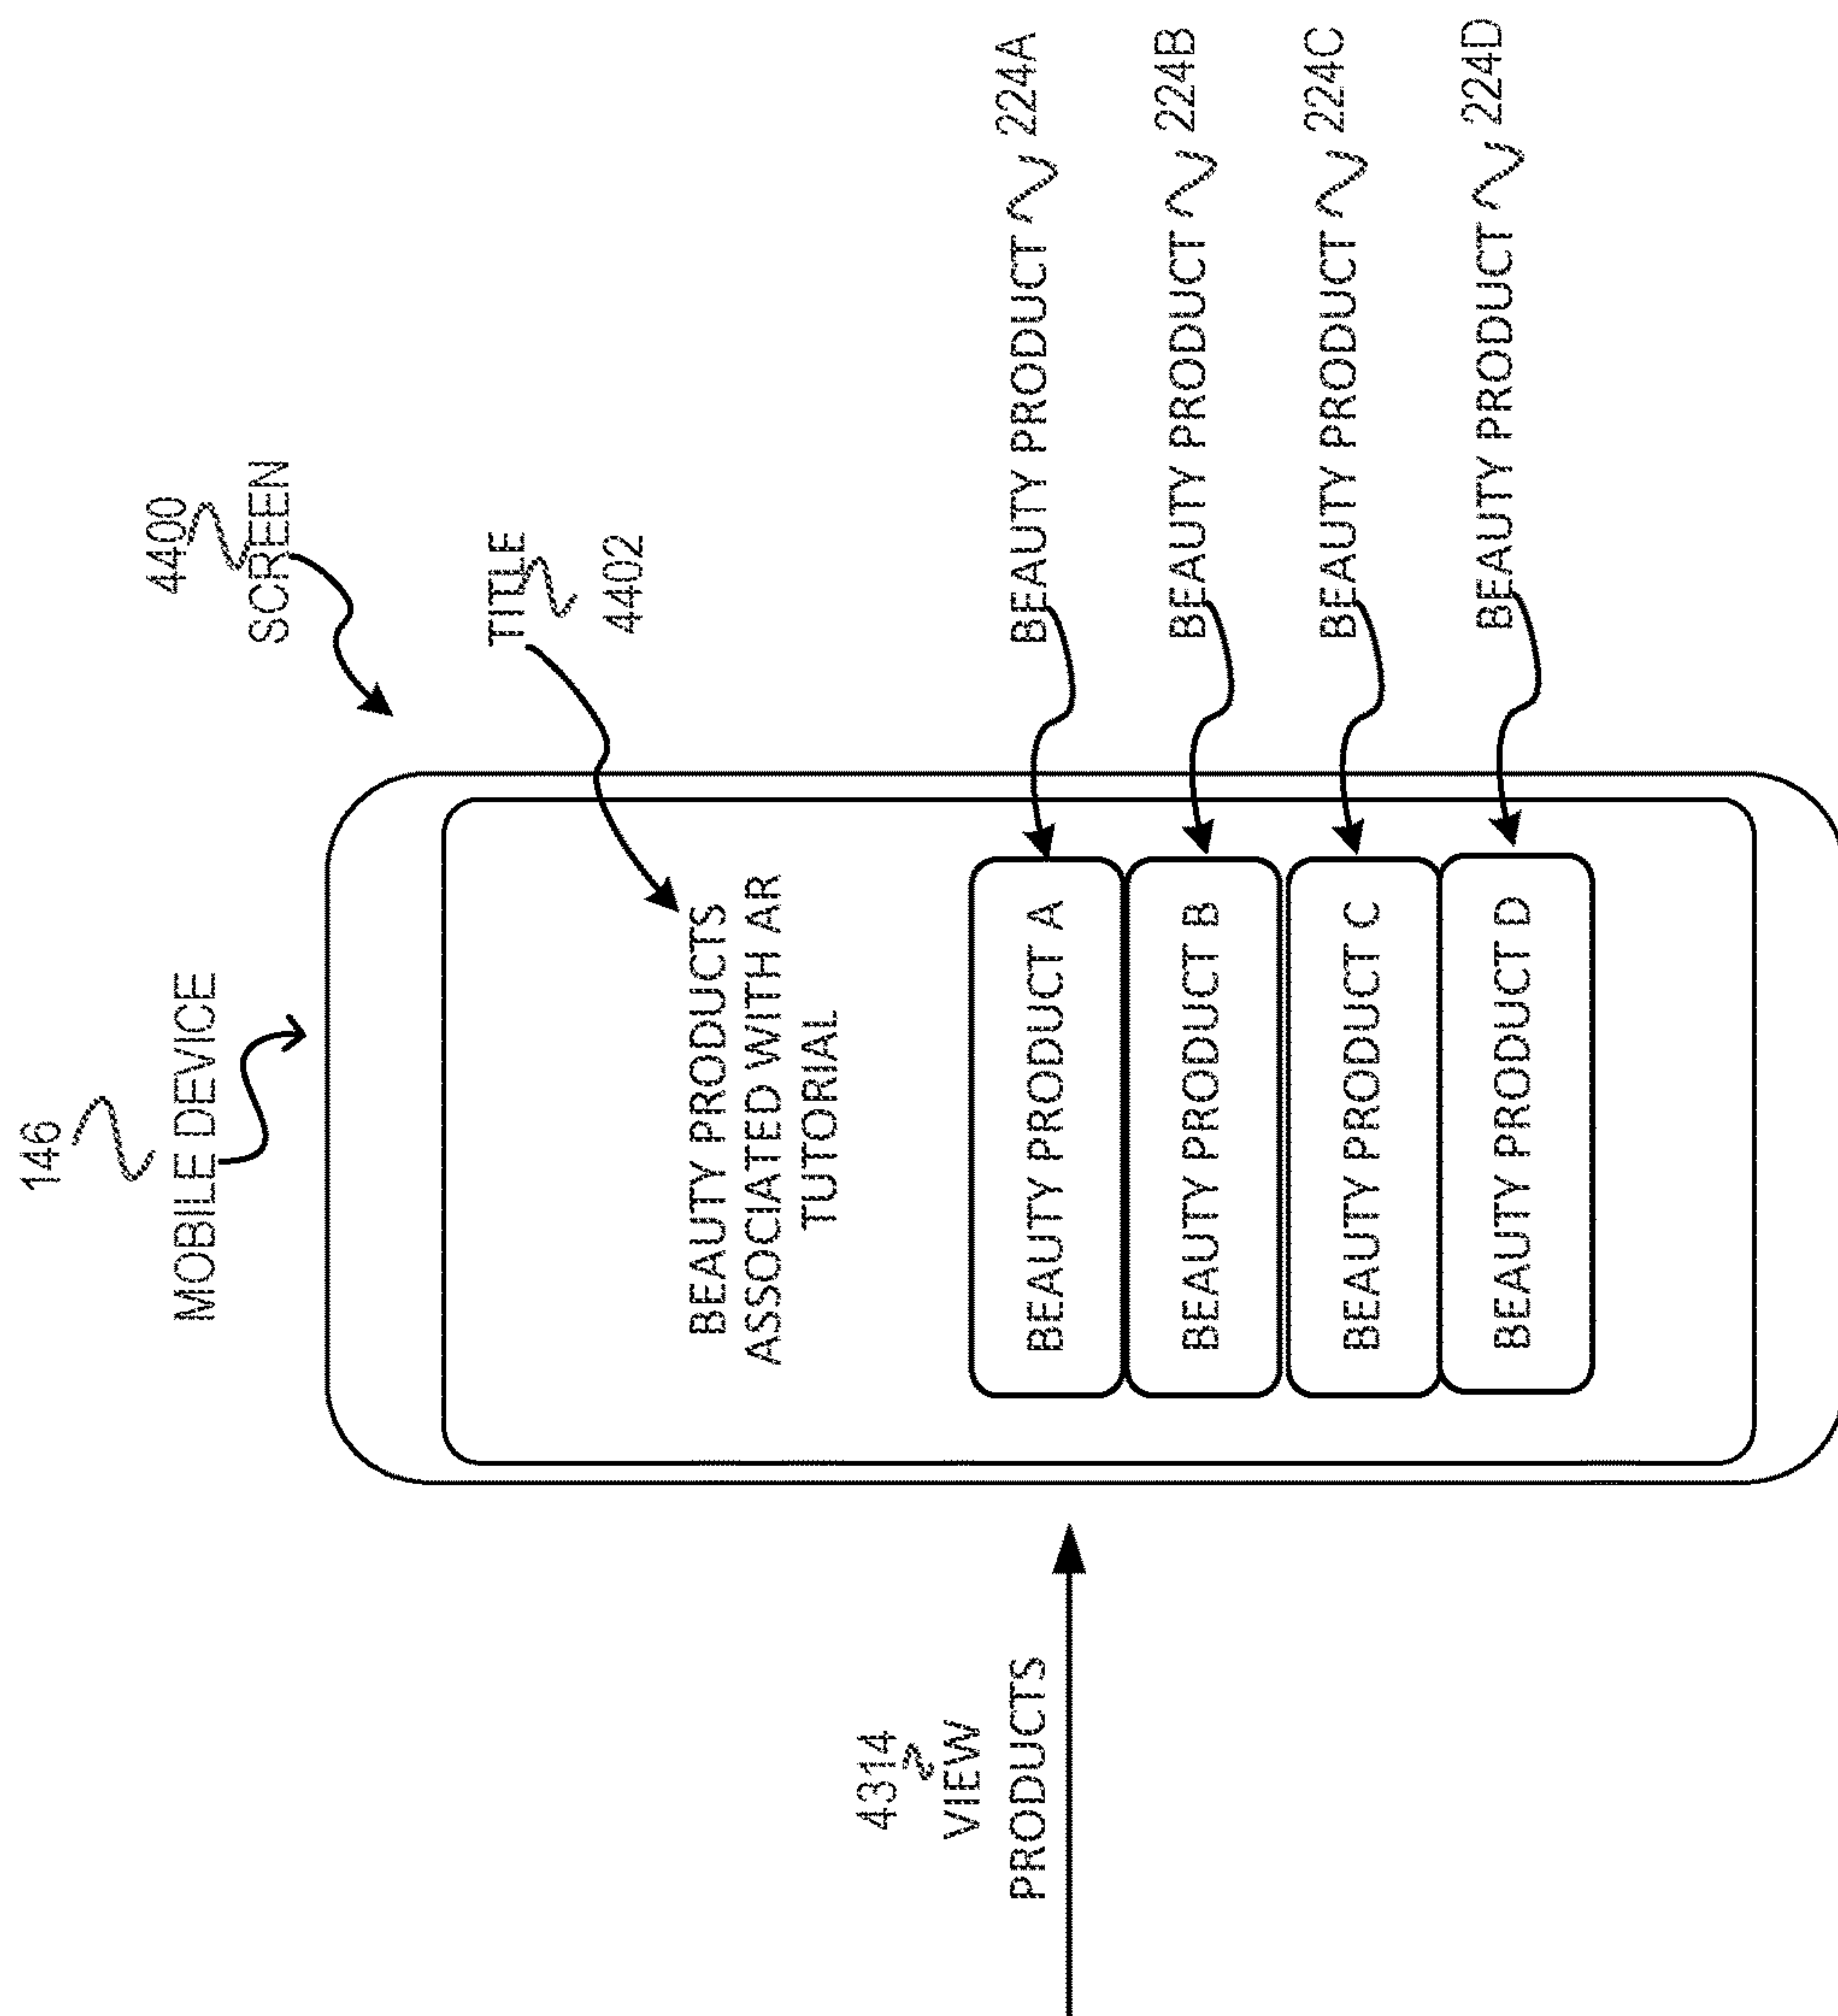 146
MOBILE DEVICE
4400
SCREEN
TITLE
4402
BEAUTY PRODUCTS
ASSOCIATED WITH AR
TUTORIAL
4314
VIEW
PRODUCTS
BEAUTY PRODUCT A
BEAUTY PRODUCT 224A
BEAUTY PRODUCT B
BEAUTY PRODUCT 224B
BEAUTY PRODUCT C
BEAUTY PRODUCT 224C
BEAUTY PRODUCT D
BEAUTY PRODUCT 224D